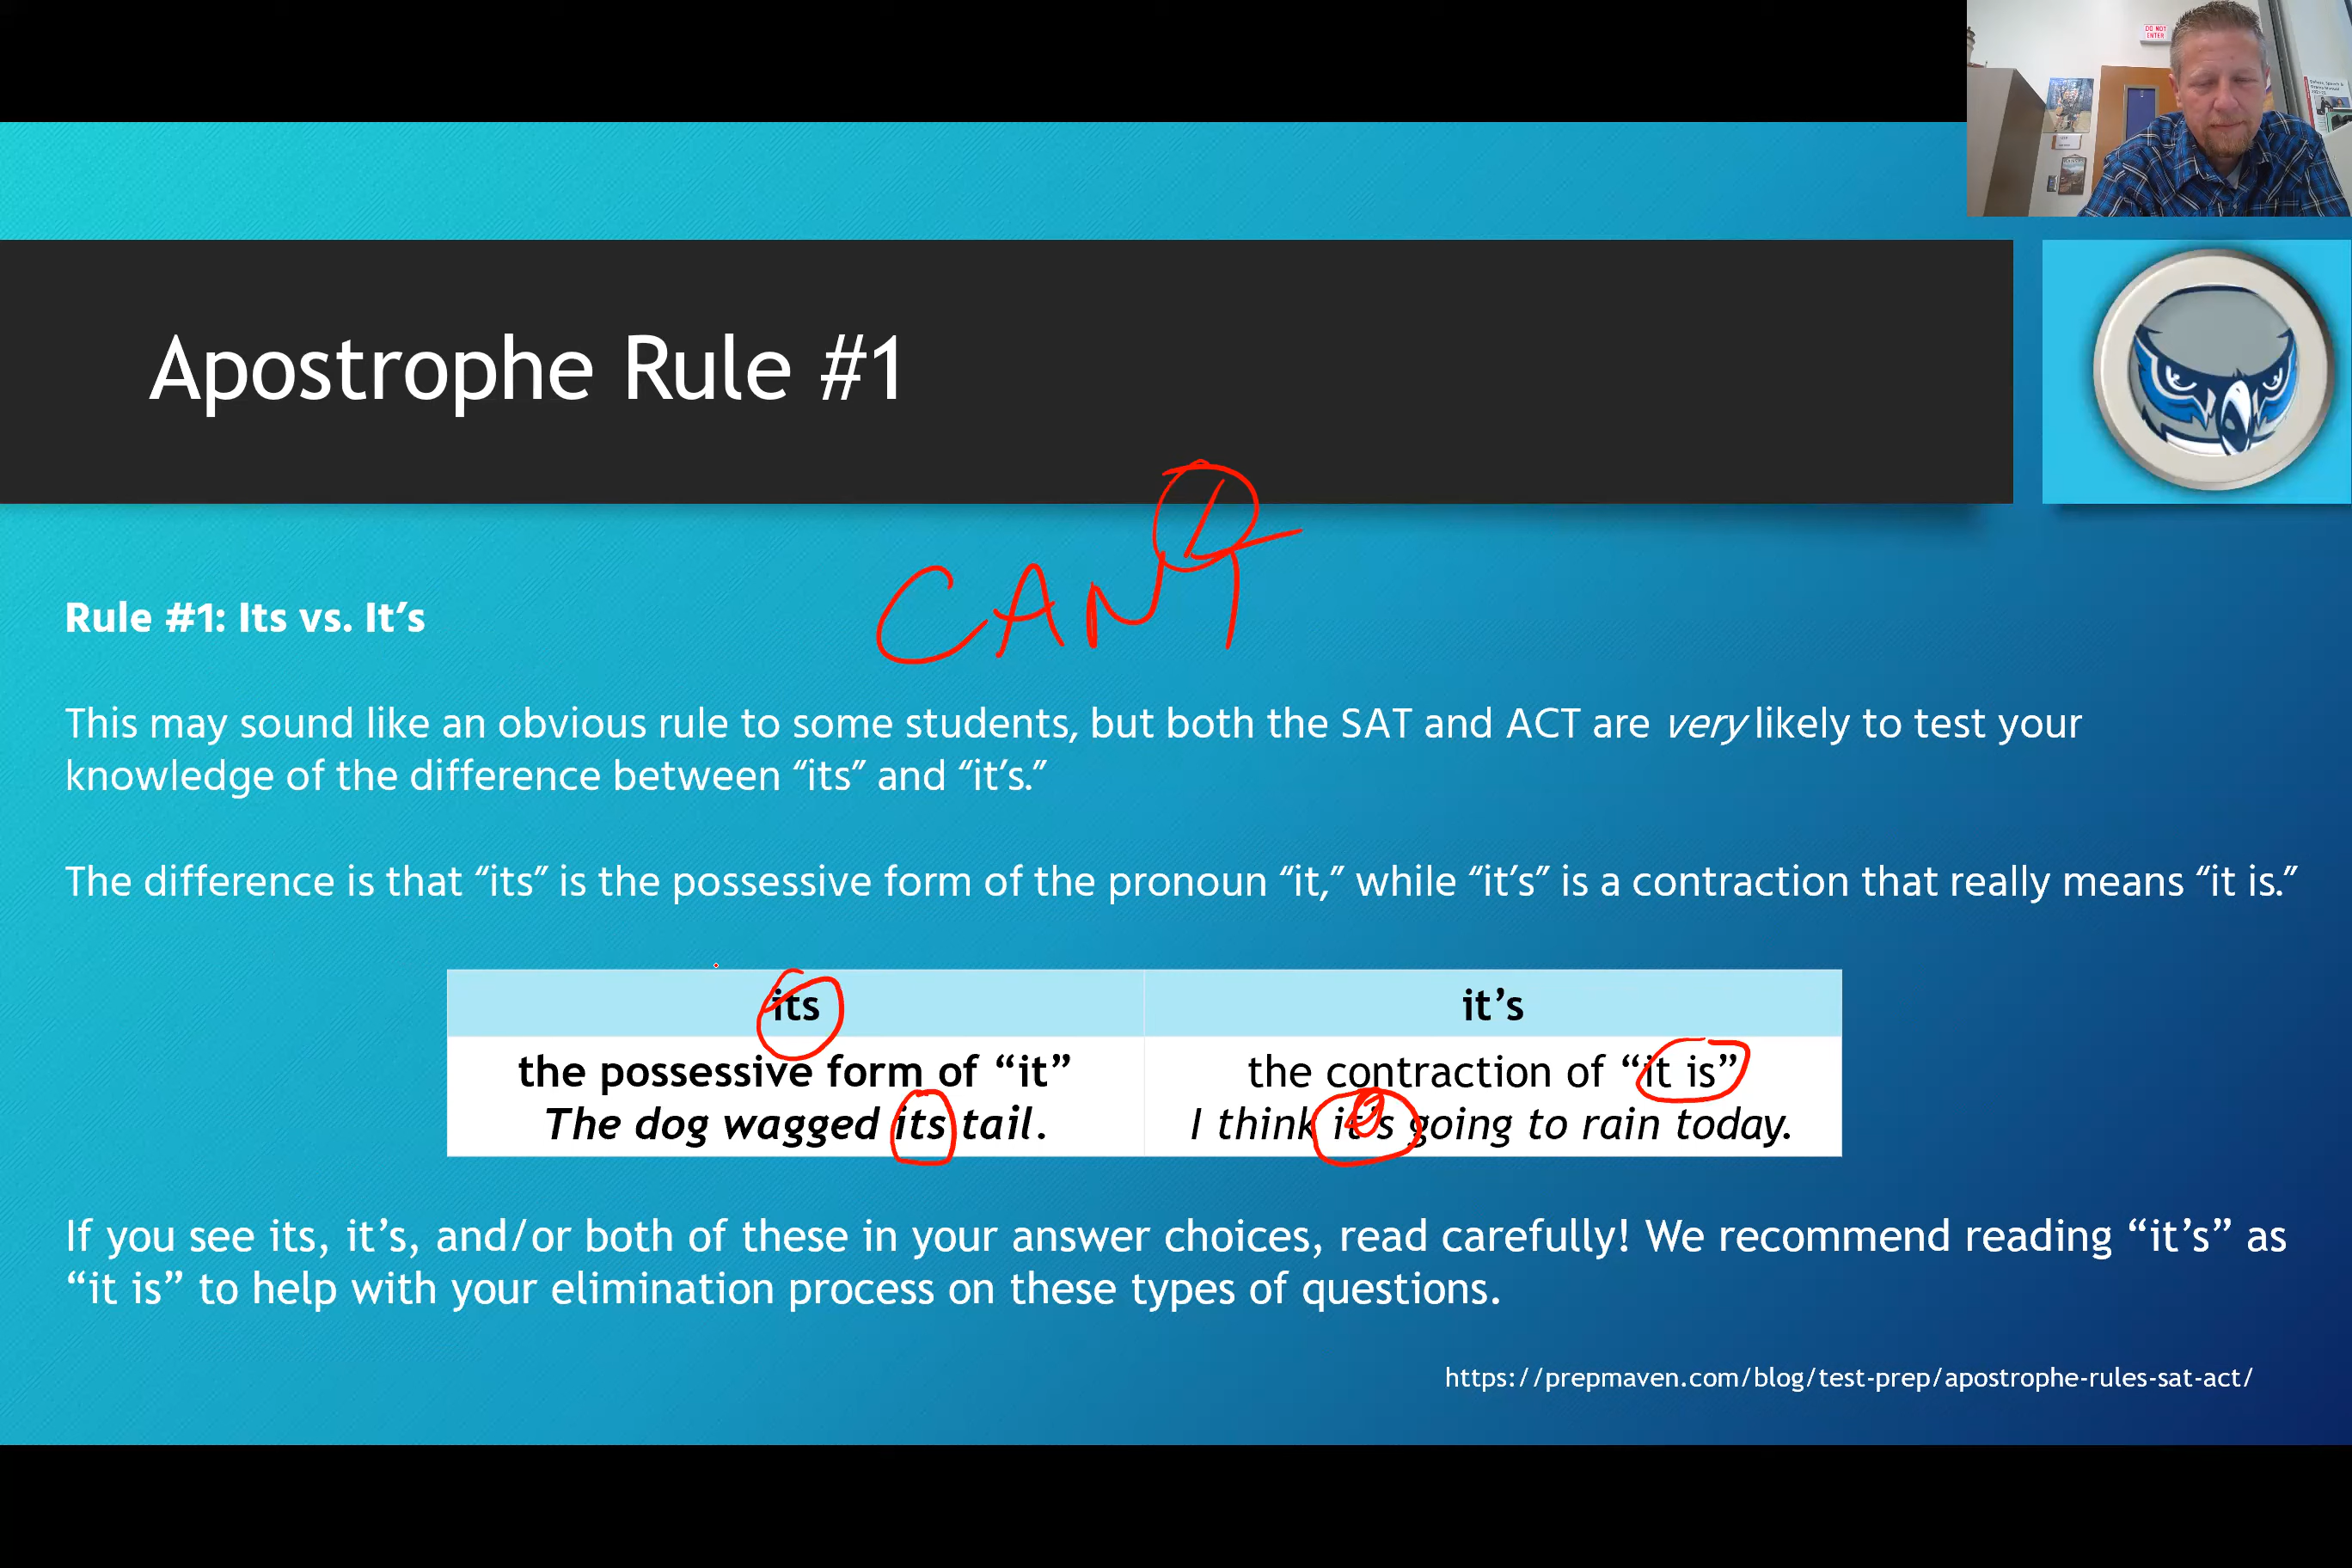 DO NOT
ENTER
Apostrophe Rule #1
CAN'T
Rule #1: Its vs. It’s
This may sound like an obvious rule to some students, but both the SAT and ACT are very likely to test your
knowledge of the difference between “its” and “it’s.”
The difference is that “its” is the possessive form of the pronoun “it,” while “it’s” is a contraction that really means “it is.”
its
it’s
the possessive form of “it”
The dog wagged its tail.
the contraction of “it is”
I think it’s going to rain today.
If you see its, it’s, and/or both of these in your answer choices, read carefully! We recommend reading “it’s” as
“it is” to help with your elimination process on these types of questions.
https://prepmaven.com/blog/test-prep/apostrophe-rules-sat-act/